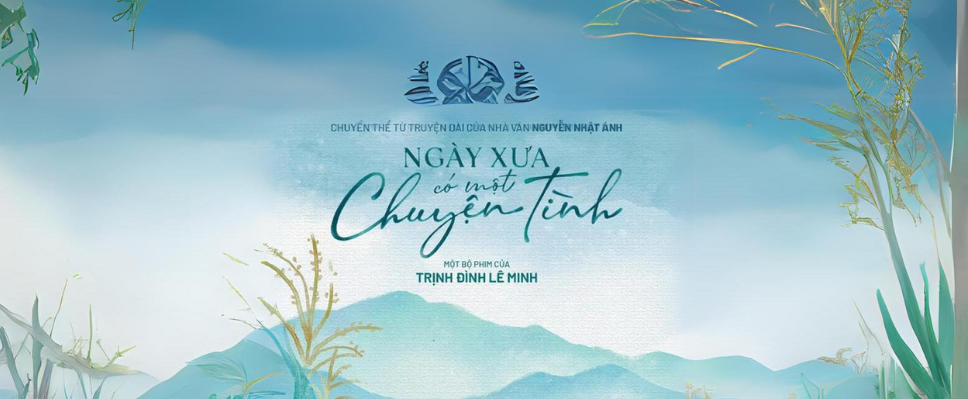 CHUYỂN THỂ TỪ TRUYỆN DÀI CỦA NHÀ VĂN NGUYỄN NHẬT ÁNH
NGÀY XƯA
có một
Chuyện Tình
MỘT BỘ PHIM CỦA
TRỊNH ĐÌNH LÊ MINH